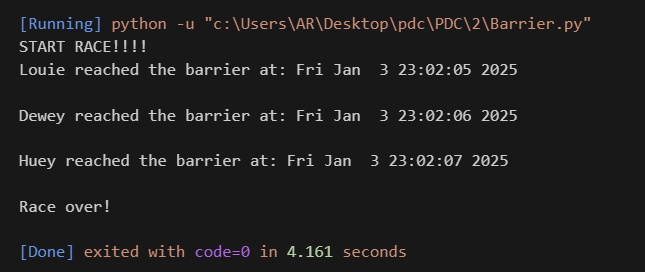 [Running] python -u "c:\Users\AR\Desktop\pdc\PDC\2\Barrier.py"
START RACE!!!!
Louie reached the barrier at: Fri Jan  3 23:02:05 2025
Dewey reached the barrier at: Fri Jan  3 23:02:06 2025
Huey reached the barrier at: Fri Jan  3 23:02:07 2025
Race over!
[Done] exited with code=0 in 4.161 seconds